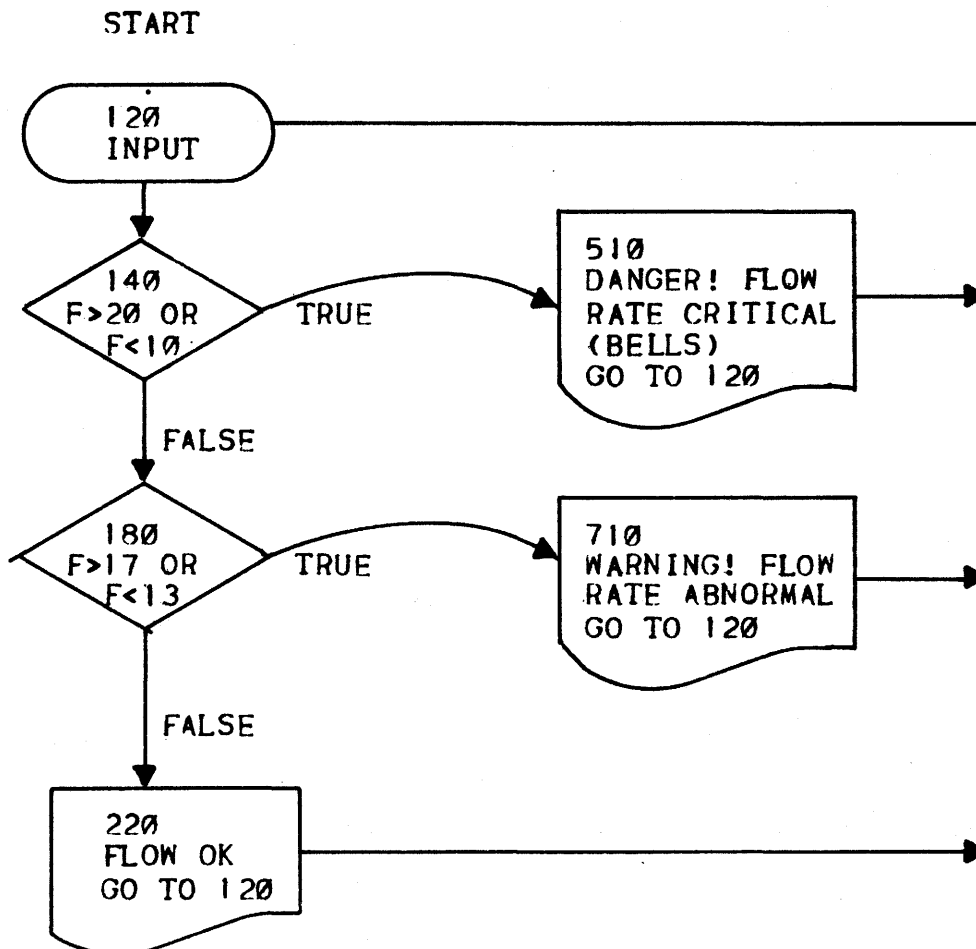 START
120
INPUT
140
F>20 OR
F<10
TRUE
510
DANGER! FLOW
RATE CRITICAL
(BELLS)
GO TO 120
FALSE
180
F>17 OR
F<13
TRUE
710
WARNING! FLOW
RATE ABNORMAL
GO TO 120
FALSE
220
FLOW OK
GO TO 120